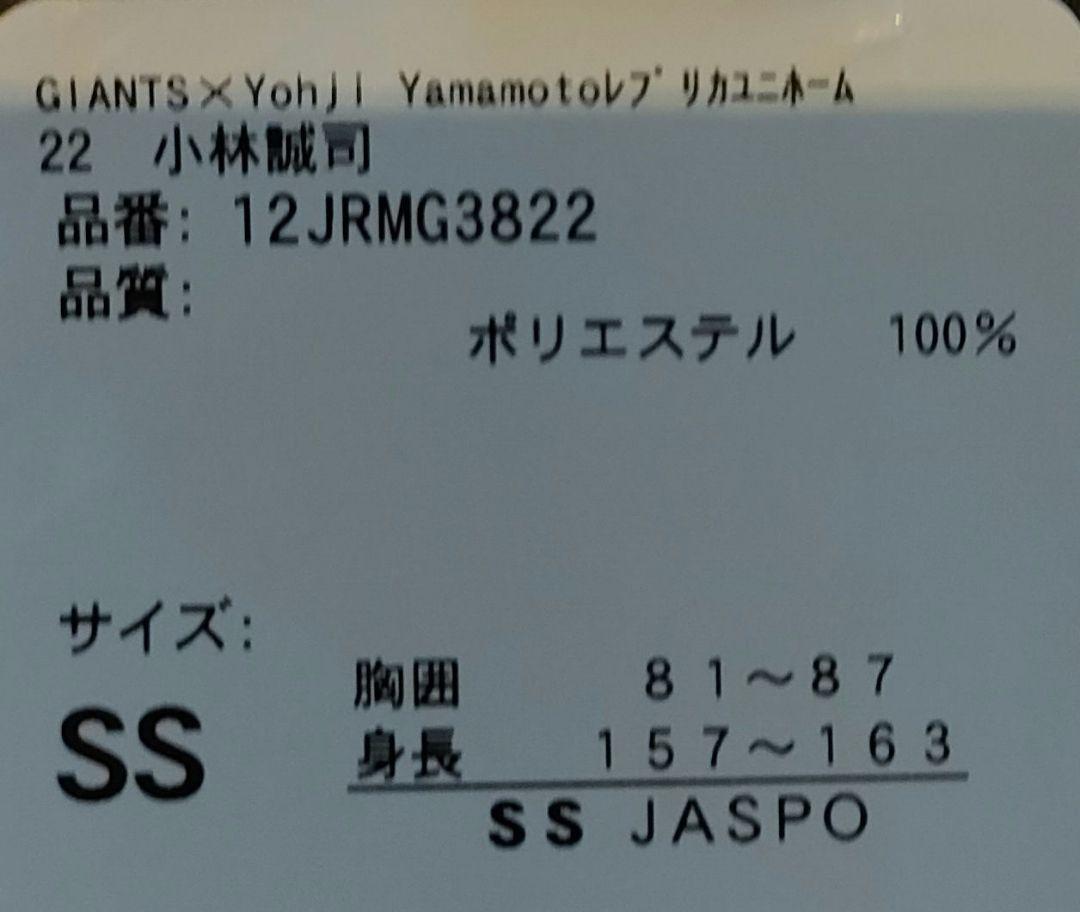 GIANTS×Yohji Yamamotoﾚﾌﾟﾘｶﾕﾆﾎｰﾑ
22 小林誠司
品番: 12JRMG3822
品質:
ポリエステル 100%
サイズ:
胸囲 81～87
SS
身長 157～163
SS JASPO